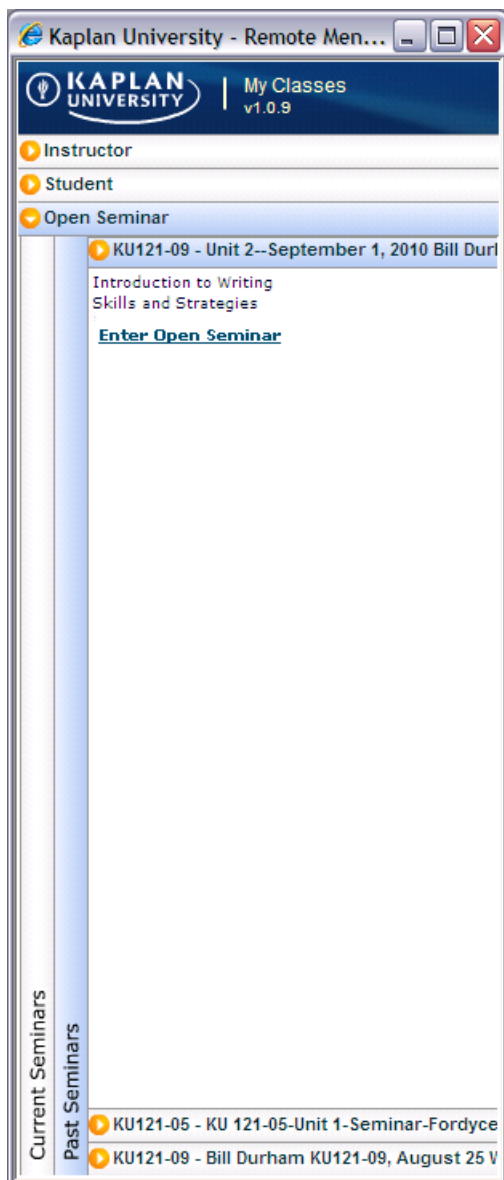 Kaplan University - Remote Men...
KAPLAN
UNIVERSITY
My Classes
v1.0.9
Instructor
Student
Open Seminar
KU121-09 - Unit 2--September 1, 2010 Bill
Introduction to Writing
Skills and Strategies
Enter Open Seminar
Current Seminars
Past Seminars
KU121-05 - KU 121-05-Unit 1-Seminar-Fordyce
KU121-09 - Bill Durham KU121-09, August 25